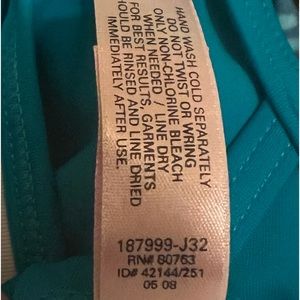 HAND WASH COLD SEPARATELY
DO NOT TWIST OR WRING
ONLY NON-CHLORINE BLEACH
WHEN NEEDED / LINE DRY
FOR BEST RESULTS, GARMENTS
SHOULD BE RINSED AND LINE DRIED
IMMEDIATELY AFTER USE.
187999-J32
RN# 80763
ID# 42144/251
05 08